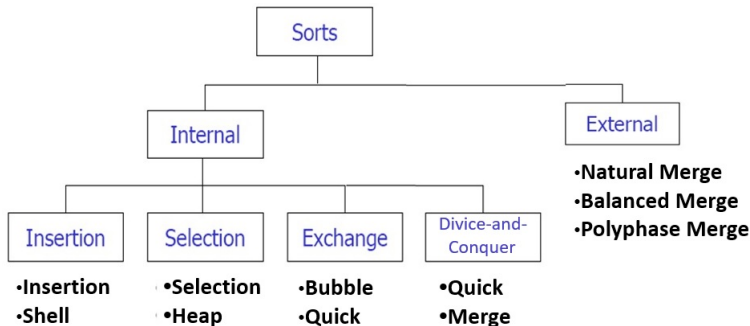 Sorts
Internal
External
•Natural Merge
•Balanced Merge
•Polyphase Merge
Insertion
Selection
Exchange
Divice-and-
Conquer
•Insertion
•Shell
•Selection
•Heap
•Bubble
•Quick
•Quick
•Merge